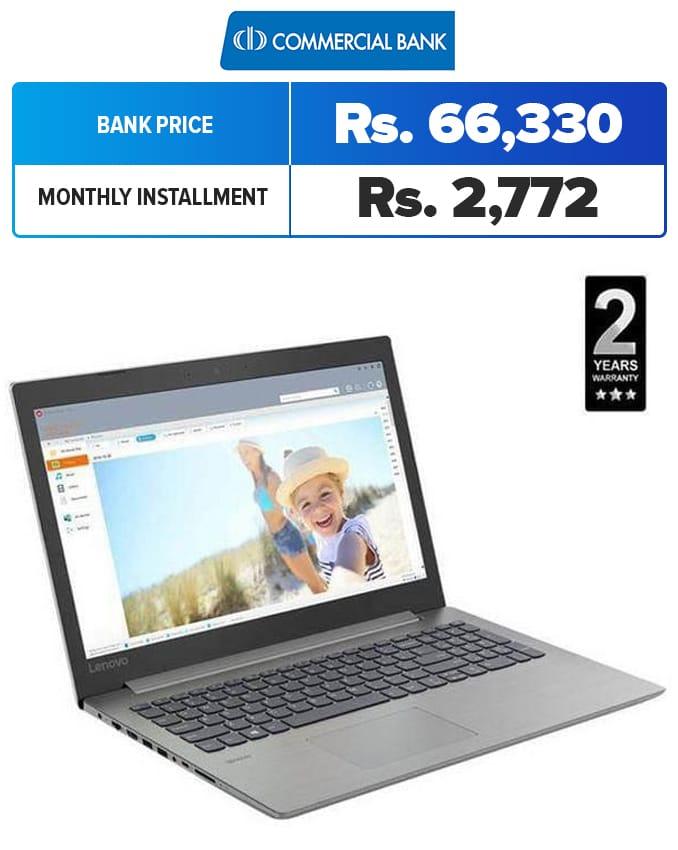 COMMERCIAL BANK
BANK PRICE
Rs. 66,330
MONTHLY INSTALLMENT
Rs. 2,772
2
YEARS
WARRANTY
Lenovo